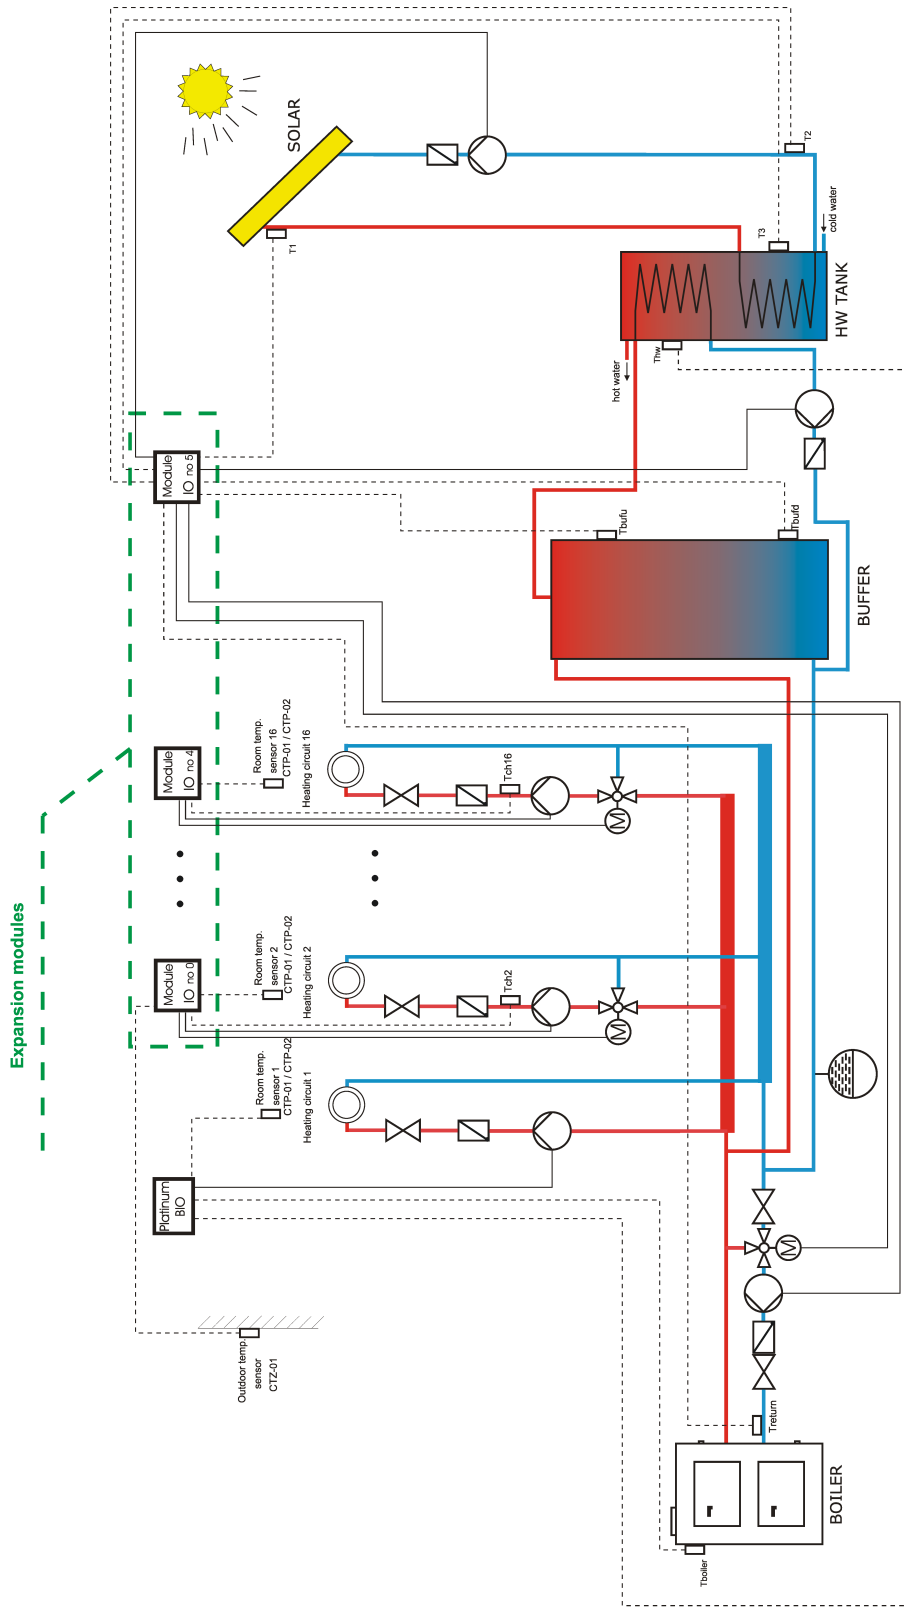 Expansion modules
Outdoor temp.
sensor
CTZ-01
Platinum
BIO
Room temp.
sensor 1
CTP-01 / CTP-02
Heating circuit 1
Module
IO no 0
Room temp.
sensor 2
CTP-01 / CTP-02
Heating circuit 2
Tch2
M
Module
IO no 4
Room temp.
sensor 16
CTP-01 / CTP-02
Heating circuit 16
Tch16
M
Module
IO no 5
T1
SOLAR
T2
T3
cold water
HW TANK
hot water
Thw
Tbufu
Tbufd
BUFFER
M
Treturn
Tboiler
BOILER